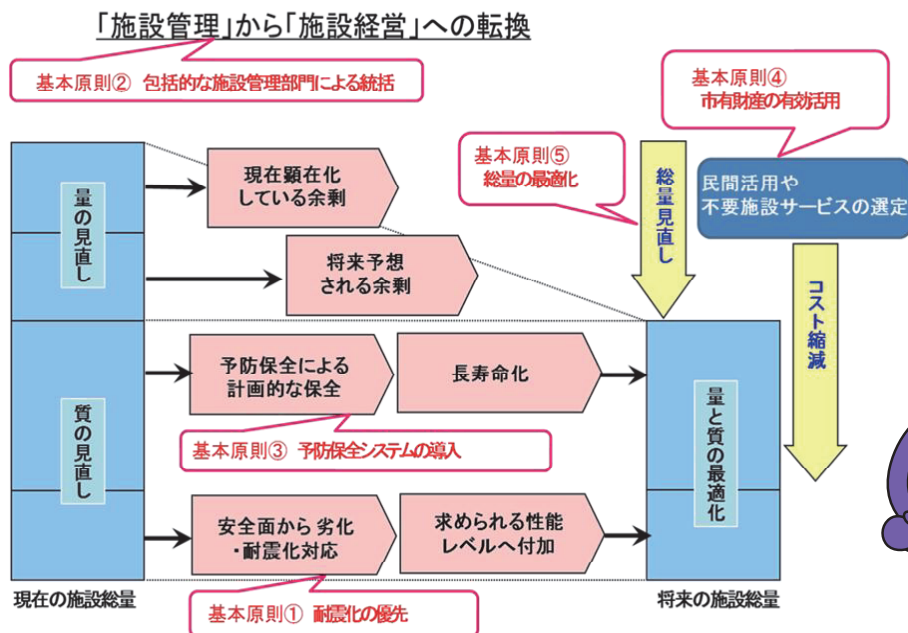 「施設管理」から「施設経営」への転換
基本原則② 包括的な施設管理部門による統括
基本原則④
市有財産の有効活用
基本原則⑤
総量の最適化
総量見直し
民間活用や
不要施設サービスの選定
コスト縮減
量の見直し
現在顕在化
している余剰
将来予想
される余剰
質の見直し
予防保全による
計画的な保全
長寿命化
基本原則③ 予防保全システムの導入
安全面から劣化
・耐震化対応
求められる性能
レベルへ付加
量と質の最適化
現在の施設総量
基本原則① 耐震化の優先
将来の施設総量